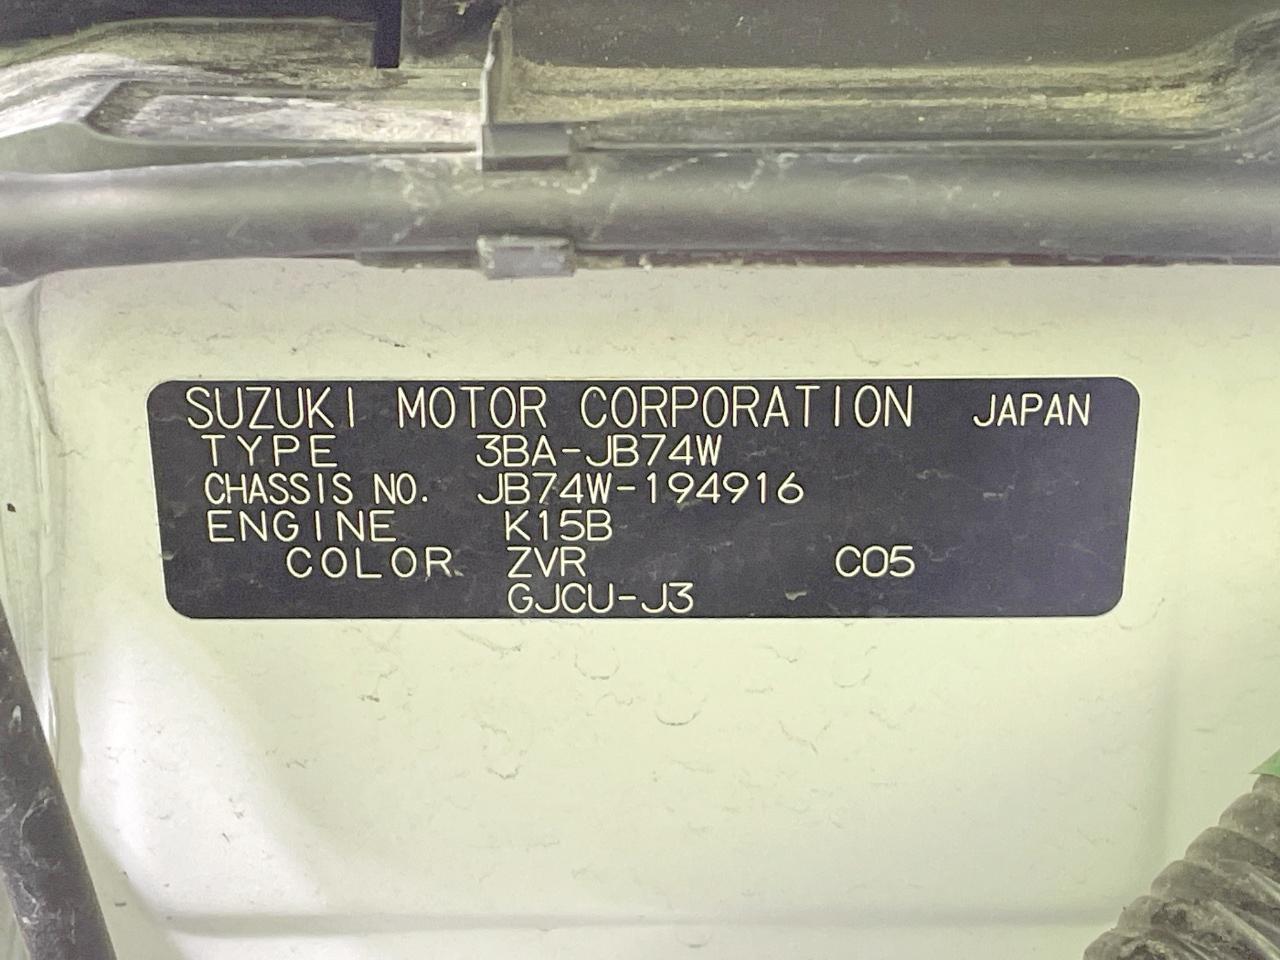 SUZUKI MOTOR CORPORATION JAPAN
TYPE 3BA-JB74W
CHASSIS NO. JB74W-194916
ENGINE K15B
COLOR ZVR C05
GJCU-J3